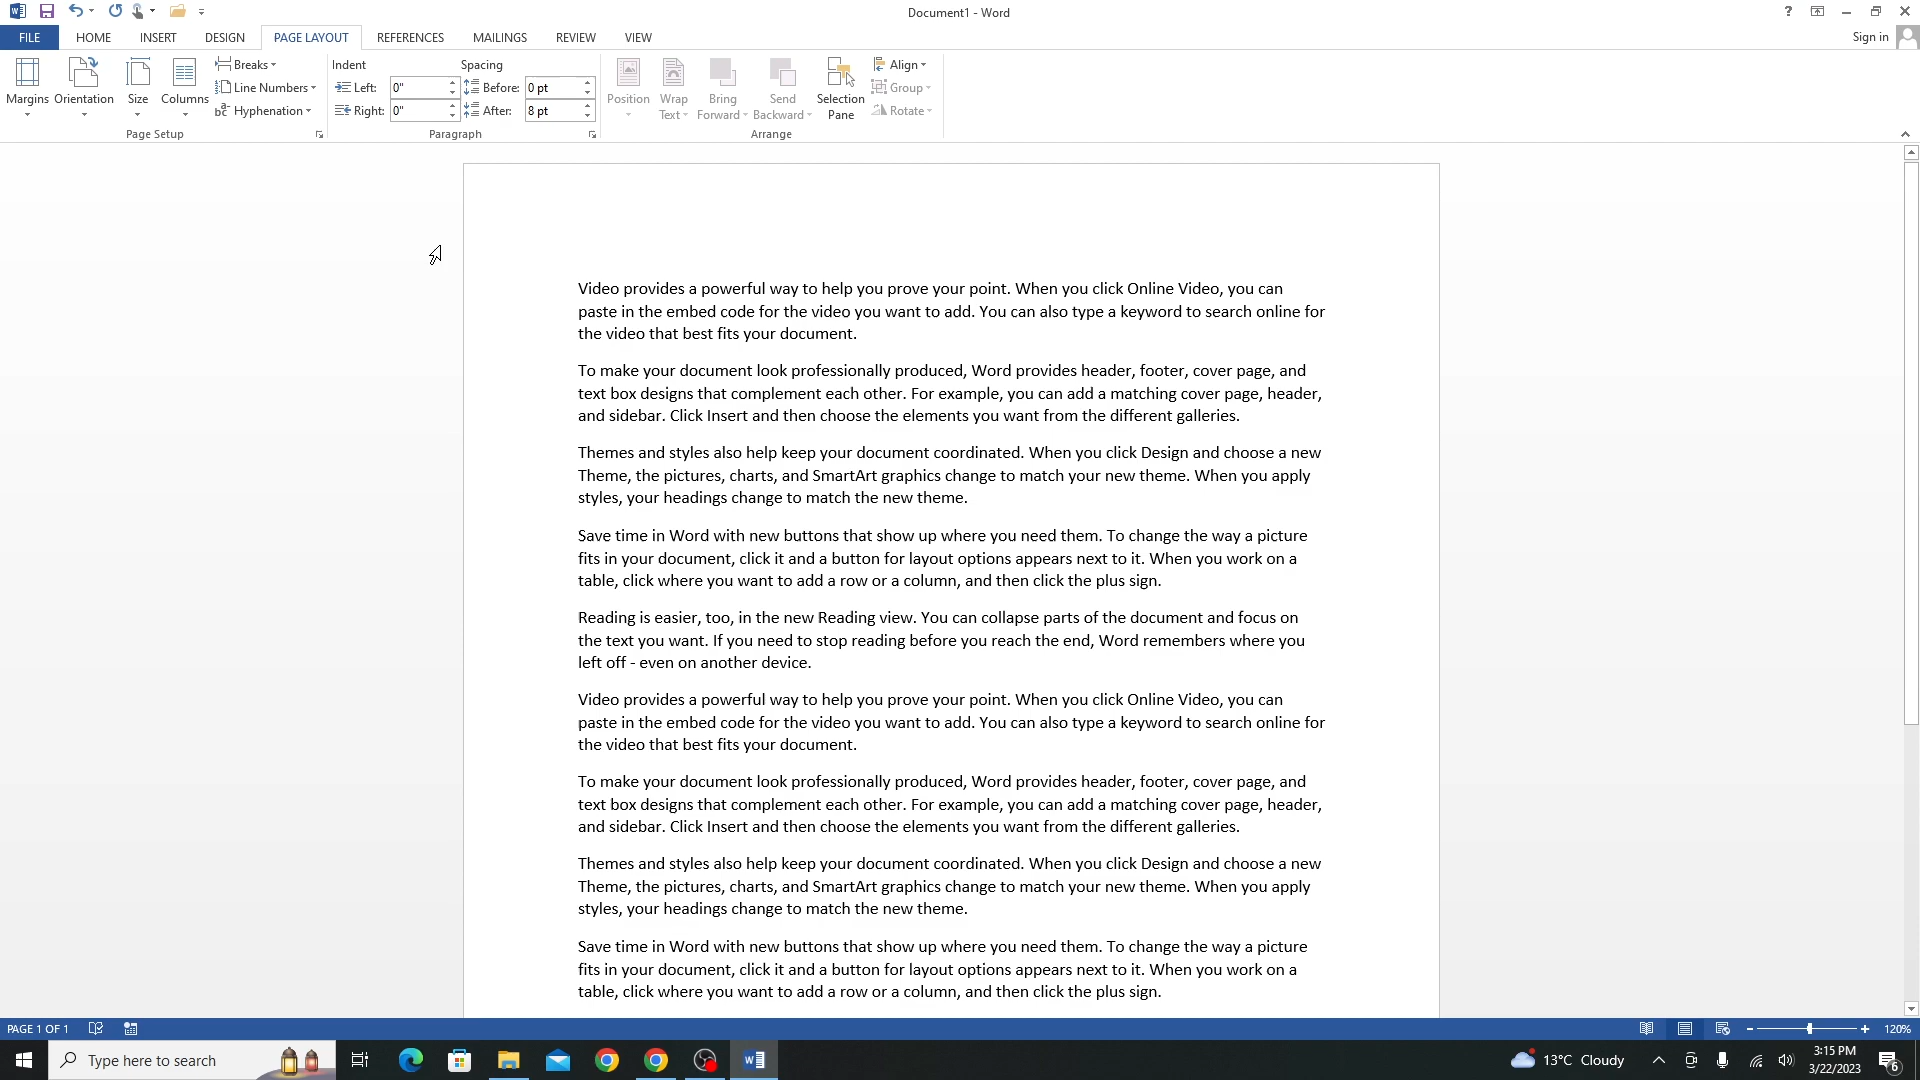 Document1 - Word
FILE HOME INSERT DESIGN PAGE LAYOUT REFERENCES MAILINGS REVIEW VIEW Sign in
Margins Orientation Size Columns Breaks Line Numbers Hyphenation
Page Setup
Indent Spacing
Left: 0" Before: 0 pt
Right: 0" After: 8 pt
Paragraph
Position Wrap Text Bring Forward Send Backward Selection Pane Align Group Rotate
Arrange
Video provides a powerful way to help you prove your point. When you click Online Video, you can
paste in the embed code for the video you want to add. You can also type a keyword to search online for
the video that best fits your document.
To make your document look professionally produced, Word provides header, footer, cover page, and
text box designs that complement each other. For example, you can add a matching cover page, header,
and sidebar. Click Insert and then choose the elements you want from the different galleries.
Themes and styles also help keep your document coordinated. When you click Design and choose a new
Theme, the pictures, charts, and SmartArt graphics change to match your new theme. When you apply
styles, your headings change to match the new theme.
Save time in Word with new buttons that show up where you need them. To change the way a picture
fits in your document, click it and a button for layout options appears next to it. When you work on a
table, click where you want to add a row or a column, and then click the plus sign.
Reading is easier, too, in the new Reading view. You can collapse parts of the document and focus on
the text you want. If you need to stop reading before you reach the end, Word remembers where you
left off - even on another device.
Video provides a powerful way to help you prove your point. When you click Online Video, you can
paste in the embed code for the video you want to add. You can also type a keyword to search online for
the video that best fits your document.
To make your document look professionally produced, Word provides header, footer, cover page, and
text box designs that complement each other. For example, you can add a matching cover page, header,
and sidebar. Click Insert and then choose the elements you want from the different galleries.
Themes and styles also help keep your document coordinated. When you click Design and choose a new
Theme, the pictures, charts, and SmartArt graphics change to match your new theme. When you apply
styles, your headings change to match the new theme.
Save time in Word with new buttons that show up where you need them. To change the way a picture
fits in your document, click it and a button for layout options appears next to it. When you work on a
table, click where you want to add a row or a column, and then click the plus sign.
PAGE 1 OF 1 120%
Type here to search 13°C Cloudy 3:15 PM
3/22/2023 6